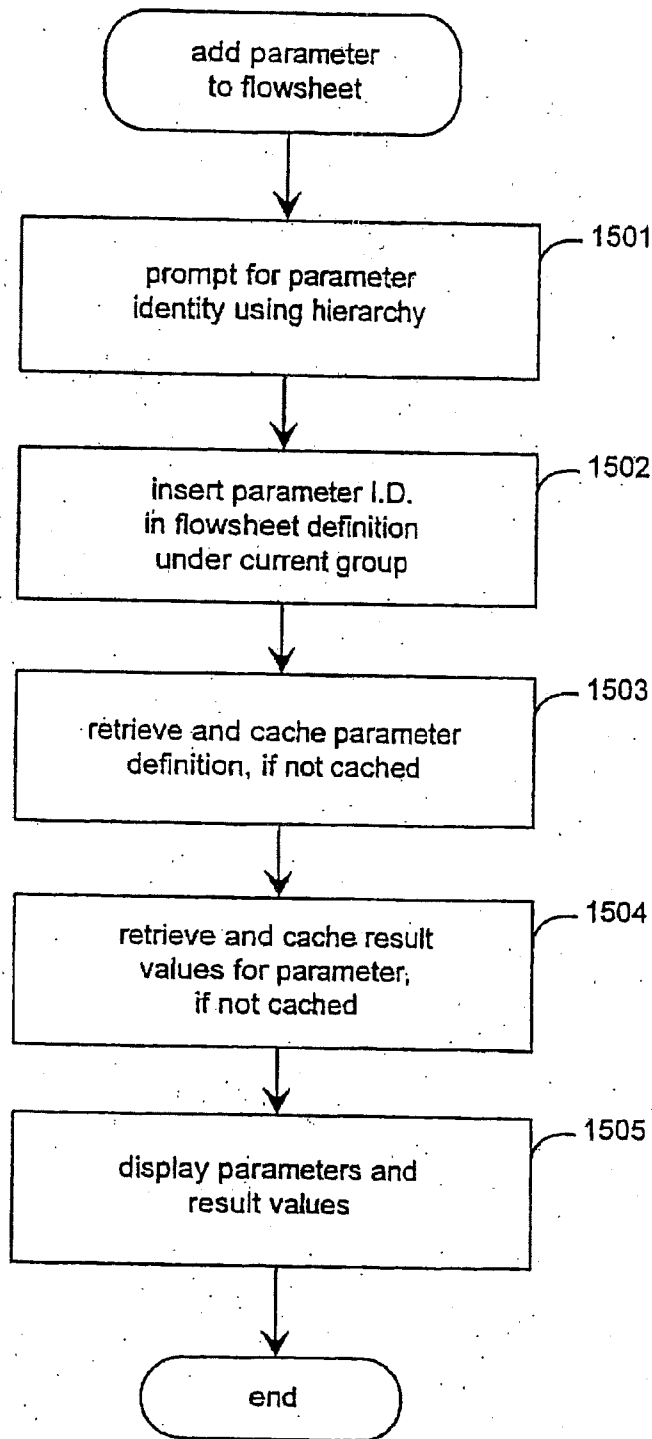 add parameter
to flowsheet
1501
prompt for parameter
identity using hierarchy
1502
insert parameter I.D.
in flowsheet definition
under current group
1503
retrieve and cache parameter
definition, if not cached
1504
retrieve and cache result
values for parameter,
if not cached
1505
display parameters and
result values
end